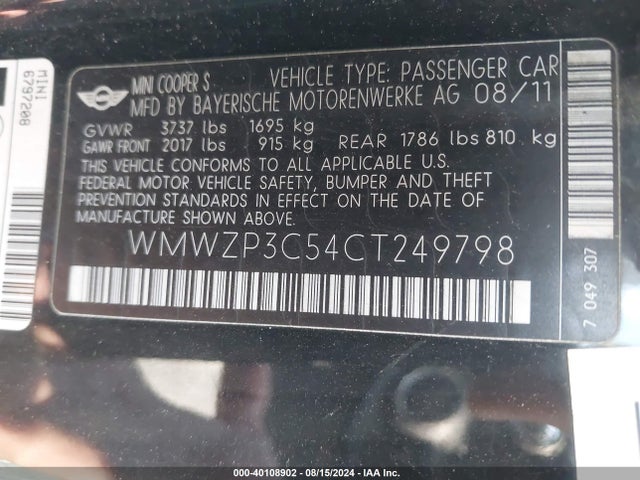 MINI
6797208
MINI COOPER S VEHICLE TYPE: PASSENGER CAR
MFD BY BAYERISCHE MOTORENWERKE AG 08/11
GVWR 3737 lbs 1695 kg
GAWR FRONT 2017 lbs 915 kg REAR 1786 lbs 810 kg
THIS VEHICLE CONFORMS TO ALL APPLICABLE U.S.
FEDERAL MOTOR VEHICLE SAFETY, BUMPER AND THEFT
PREVENTION STANDARDS IN EFFECT ON THE DATE OF
MANUFACTURE SHOWN ABOVE.
WMWZP3C54CT249798
7 049 307
000-40108902 - 08/15/2024 - IAA Inc.